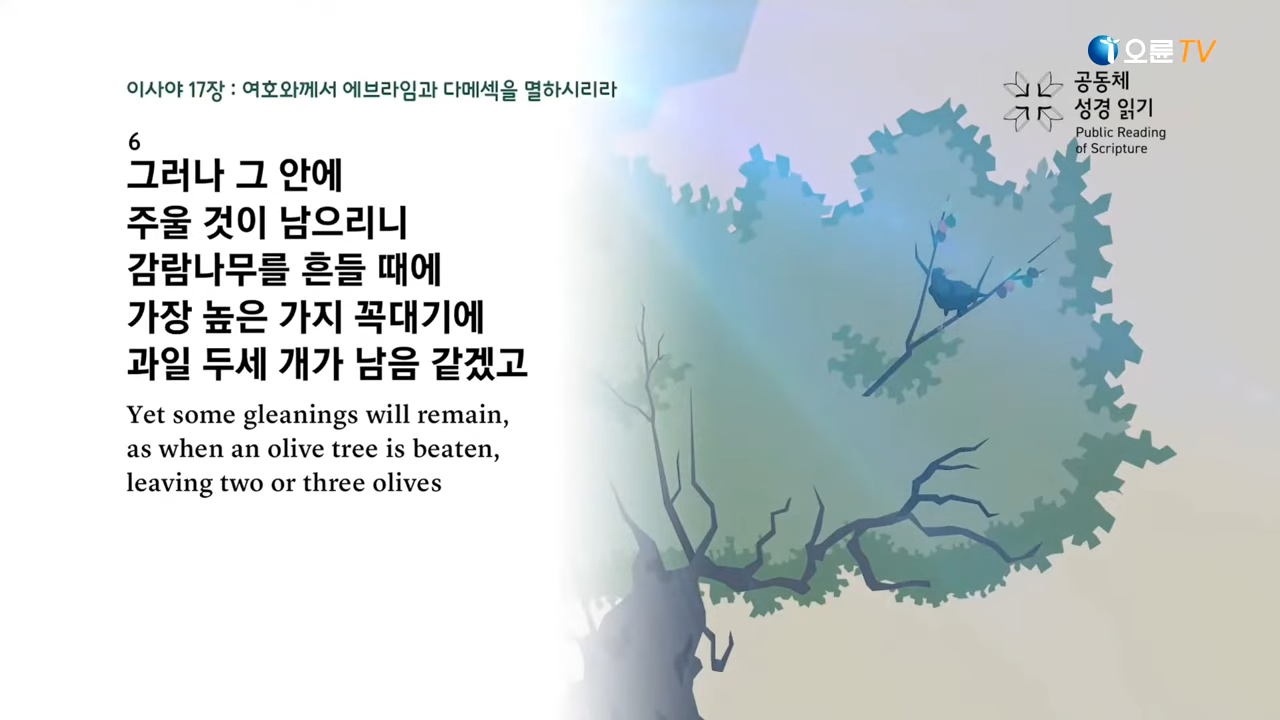 오륜TV
이사야 17장 : 여호와께서 에브라임과 다메섹을 멸하시리라
공동체
성경 읽기
Public Reading
of Scripture
6
그러나 그 안에
주울 것이 남으리니
감람나무를 흔들 때에
가장 높은 가지 꼭대기에
과일 두세 개가 남음 같겠고
Yet some gleanings will remain,
as when an olive tree is beaten,
leaving two or three olives